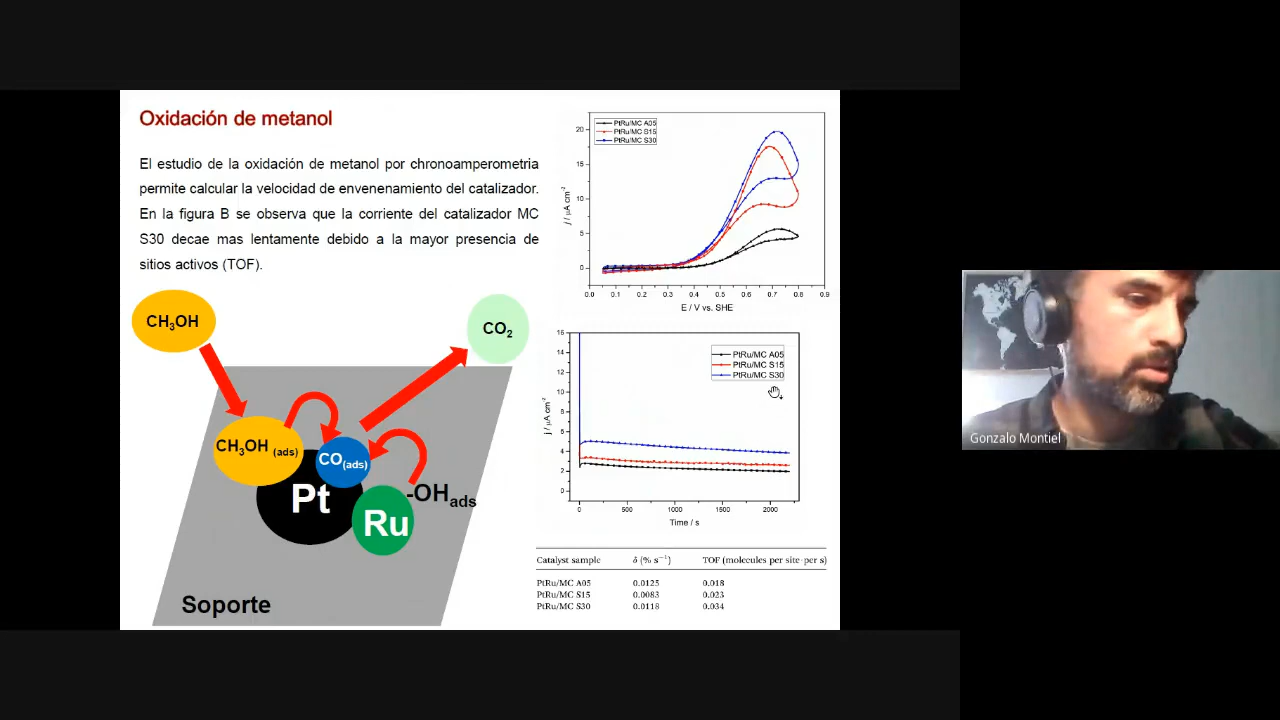 Oxidación de metanol
El estudio de la oxidación de metanol por chronoamperometria
permite calcular la velocidad de envenenamiento del catalizador.
En la figura B se observa que la corriente del catalizador MC
S30 decae mas lentamente debido a la mayor presencia de
sitios activos (TOF).
CH3OH
CO2
CH3OH (ads)
CO(ads)
Pt
-OHads
Ru
Soporte
PtRu/MC A05
PtRu/MC S15
PtRu/MC S30
20
15
10
5
0
j / µA cm-2
0.0 0.1 0.2 0.3 0.4 0.5 0.6 0.7 0.8 0.9
E / V vs. SHE
PtRu/MC A05
PtRu/MC S15
PtRu/MC S30
16
14
12
10
8
6
4
2
0
j / µA cm-2
0 500 1000 1500 2000
Time / s
Catalyst sample δ (% s−1) TOF (molecules per site·per s)
PtRu/MC A05 0.0125 0.018
PtRu/MC S15 0.0083 0.023
PtRu/MC S30 0.0118 0.034
Gonzalo Montiel